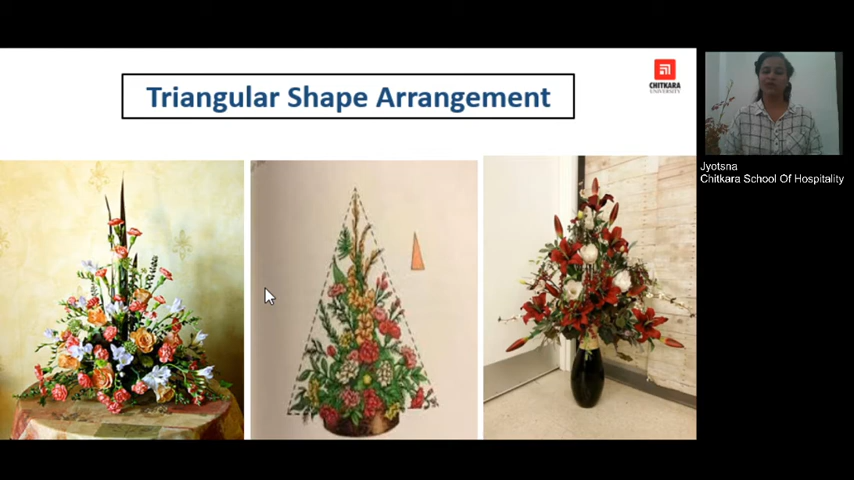 Triangular Shape Arrangement
CHITKARA
UNIVERSITY
Jyotsna
Chitkara School Of Hospitality